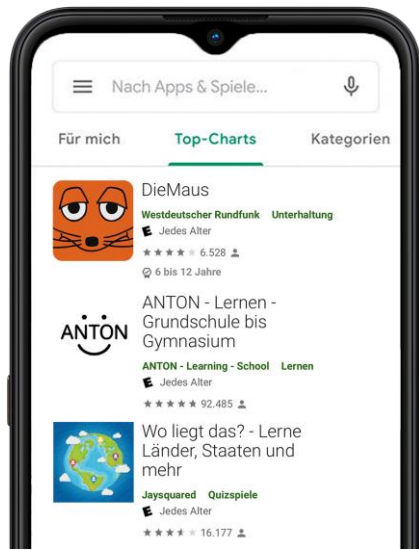 Nach Apps & Spiele...
Für mich Top-Charts Kategorien
DieMaus
Westdeutscher Rundfunk Unterhaltung
E Jedes Alter
6.528
6 bis 12 Jahre
ANTON - Lernen -
Grundschule bis
Gymnasium
ANTON
ANTON - Learning - School Lernen
E Jedes Alter
92.485
Wo liegt das? - Lerne
Länder, Staaten und
mehr
Jaysquared Quizspiele
E Jedes Alter
16.177